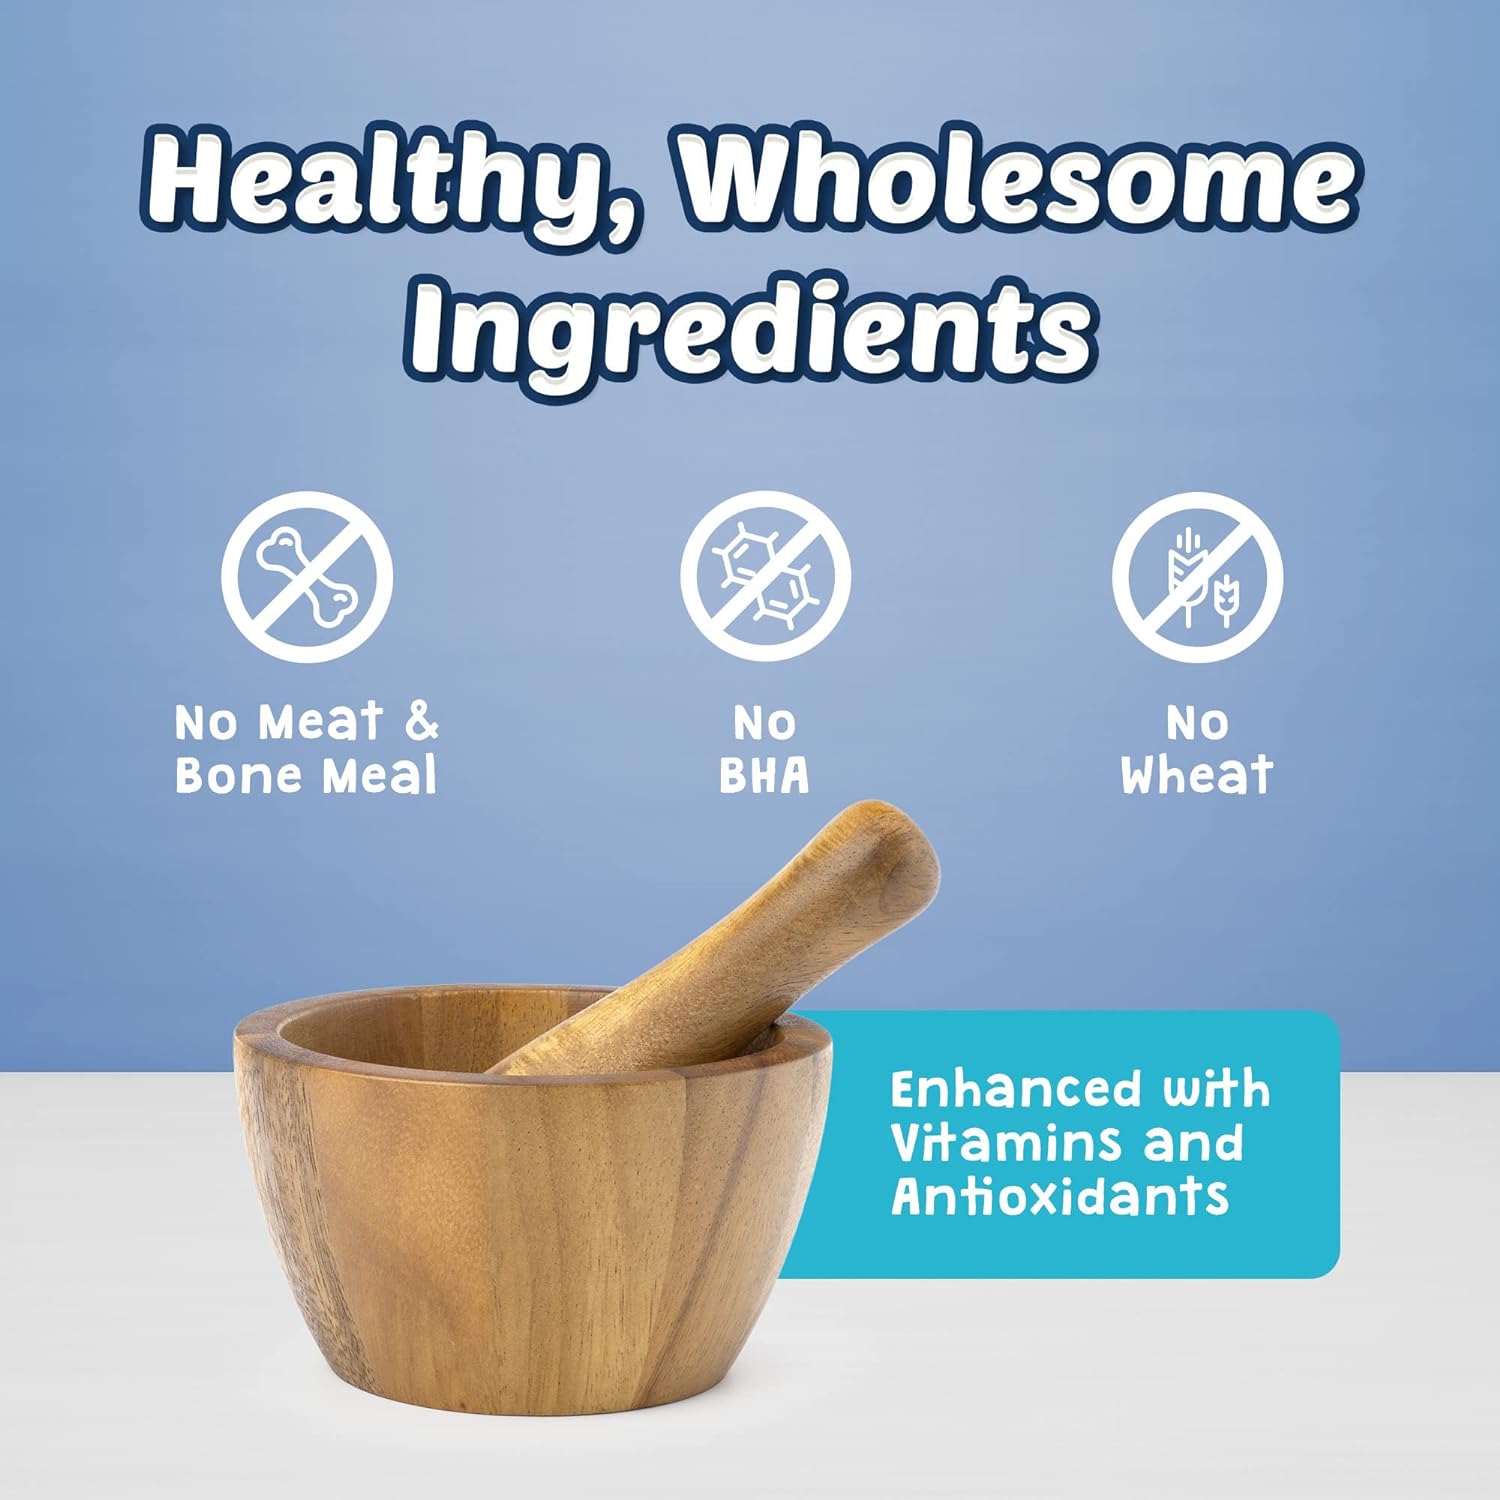 Healthy, Wholesome
Ingredients
No Meat &
Bone Meal
No
BHA
No
Wheat
Enhanced with
Vitamins and
Antioxidants